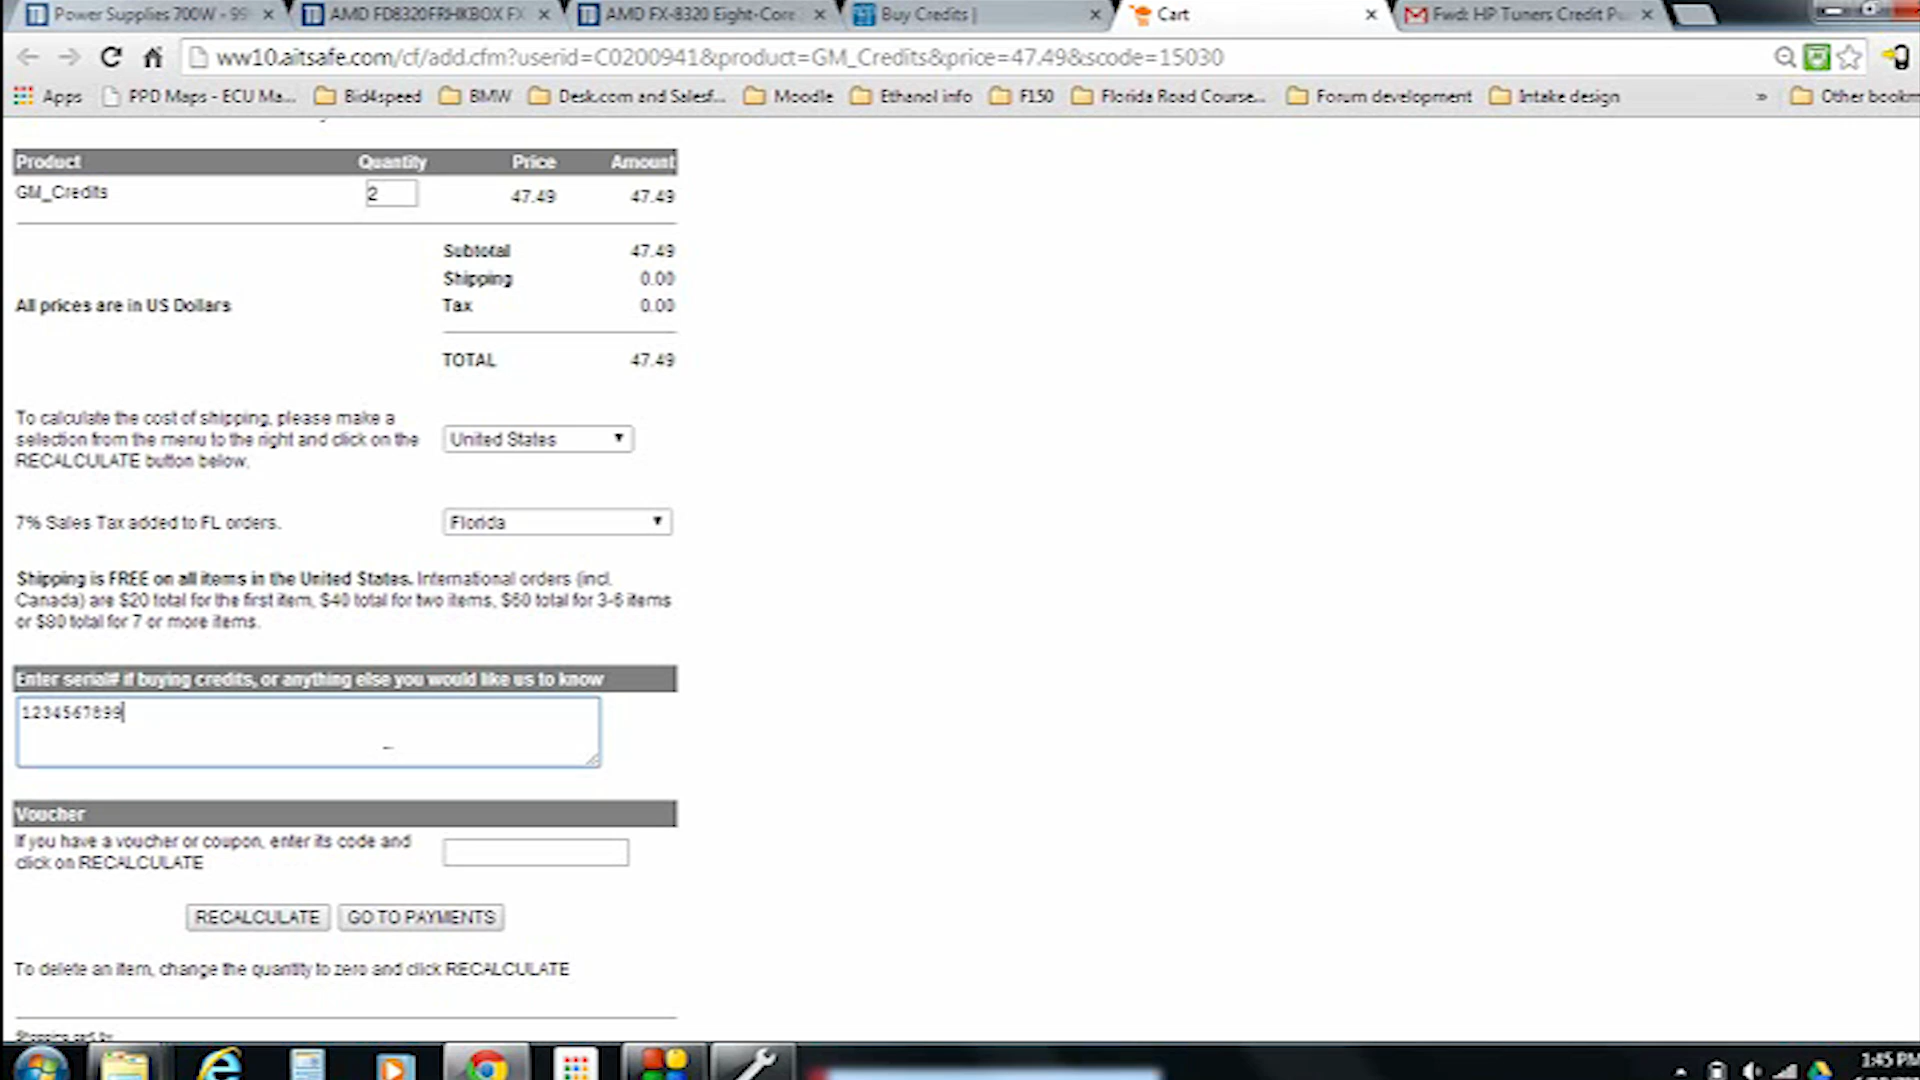 Power Supplies 700W - 99
AMD FD8320FRHKBOX FX
AMD FX-8320 Eight-Core
Buy Credits |
Cart
Fwd: HP Tuners Credit Pu
ww10.aitsafe.com/cf/add.cfm?userid=C0200941&product=GM_Credits&price=47.49&scode=15030
Apps
PPD Maps - ECU Ma...
Bid4speed
BMW
Desk.com and Salesf...
Moodle
Ethanol info
F150
Florida Road Course...
Forum development
Intake design
»
Other bookm
Product Quantity Price Amount
GM_Credits 2 47.49 47.49
Subtotal 47.49
Shipping 0.00
All prices are in US Dollars Tax 0.00
TOTAL 47.49
To calculate the cost of shipping, please make a
selection from the menu to the right and click on the
RECALCULATE button below.
United States
7% Sales Tax added to FL orders.
Florida
Shipping is FREE on all items in the United States. International orders (incl.
Canada) are $20 total for the first item, $40 total for two items, $60 total for 3-6 items
or $80 total for 7 or more items.
Enter serial# if buying credits, or anything else you would like us to know
1234567899
Voucher
If you have a voucher or coupon, enter its code and
click on RECALCULATE
RECALCULATE GO TO PAYMENTS
To delete an item, change the quantity to zero and click RECALCULATE
Shopping cart by
1:45 PM